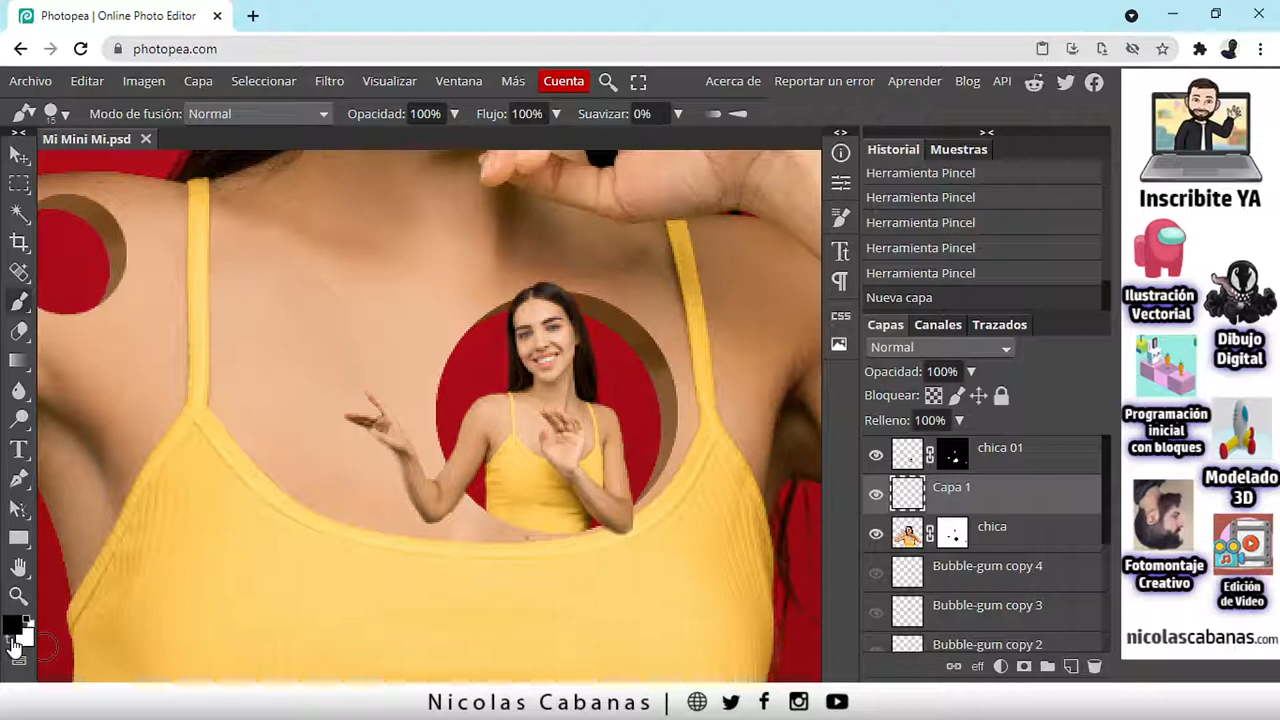 Photopea | Online Photo Editor
photopea.com
Archivo Editar Imagen Capa Seleccionar Filtro Visualizar Ventana Más Cuenta Acerca de Reportar un error Aprender Blog API
15 Modo de fusión: Normal Opacidad: 100% Flujo: 100% Suavizar: 0%
Mi Mini Mi.psd
Historial Muestras
Herramienta Pincel
Herramienta Pincel
Herramienta Pincel
Herramienta Pincel
Herramienta Pincel
Nueva capa
CSS
Capas Canales Trazados
Normal
Opacidad: 100%
Bloquear:
Relleno: 100%
chica 01
Capa 1
chica
Bubble-gum copy 4
Bubble-gum copy 3
Bubble-gum copy 2
eff
Inscribite YA
Ilustración
Vectorial
Dibujo
Digital
Programación
inicial
con bloques
Modelado
3D
Fotomontaje
Creativo
Edición
de Video
nicolascabanas.com
Nicolas Cabanas |